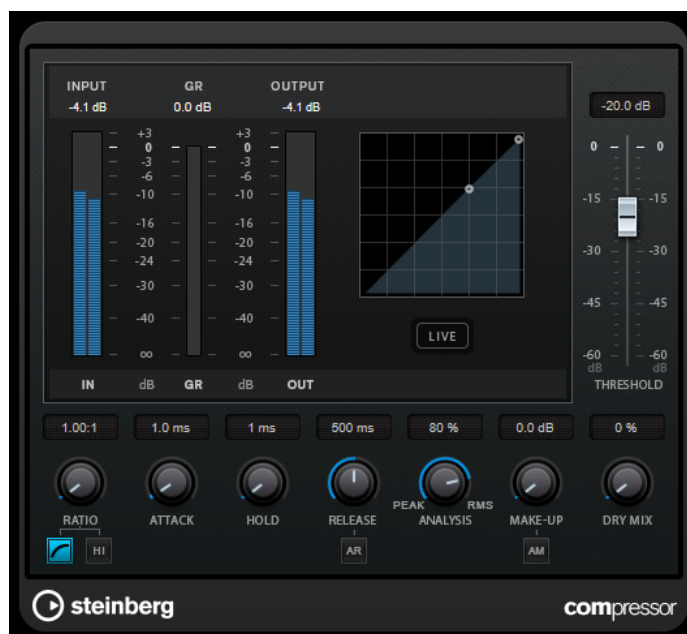 INPUT GR OUTPUT
-4.1 dB 0.0 dB -4.1 dB
-20.0 dB
+3 +3
0 0
-3 -3
-6 -6
-10 -10
-16 -16
-20 -20
-24 -24
-30 -30
-40 -40
∞ ∞
0 0
-15 -15
-30 -30
-45 -45
-60 -60
dB dB
THRESHOLD
LIVE
IN dB GR dB OUT
1.00:1 1.0 ms 1 ms 500 ms 80 % 0.0 dB 0 %
PEAK RMS
RATIO ATTACK HOLD RELEASE ANALYSIS MAKE-UP DRY MIX
HI AR AM
steinberg compressor